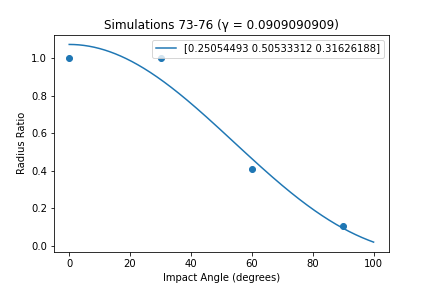 Simulations 73-76 (γ = 0.0909090909)
[0.25054493 0.50533312 0.31626188]
Radius Ratio
1.0
0.8
0.6
0.4
0.2
0.0
0 20 40 60 80 100
Impact Angle (degrees)